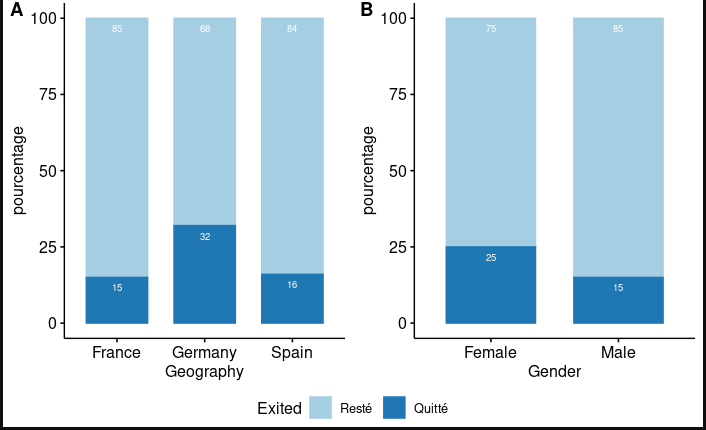 A
pourcentage
100
75
50
25
0
85
68
84
15
32
16
France
Germany
Spain
Geography
B
pourcentage
100
75
50
25
0
75
85
25
15
Female
Male
Gender
Exited Resté Quitté